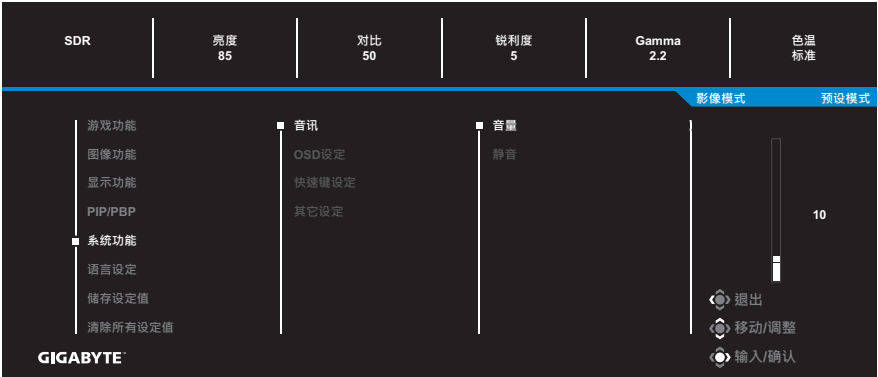 SDR
亮度
85
对比
50
锐利度
5
Gamma
2.2
色温
标准
影像模式
预设模式
游戏功能
图像功能
显示功能
PIP/PBP
系统功能
语言设定
储存设定值
清除所有设定值
音讯
OSD设定
快速键设定
其它设定
音量
静音
10
退出
移动/调整
输入/确认
GIGABYTE